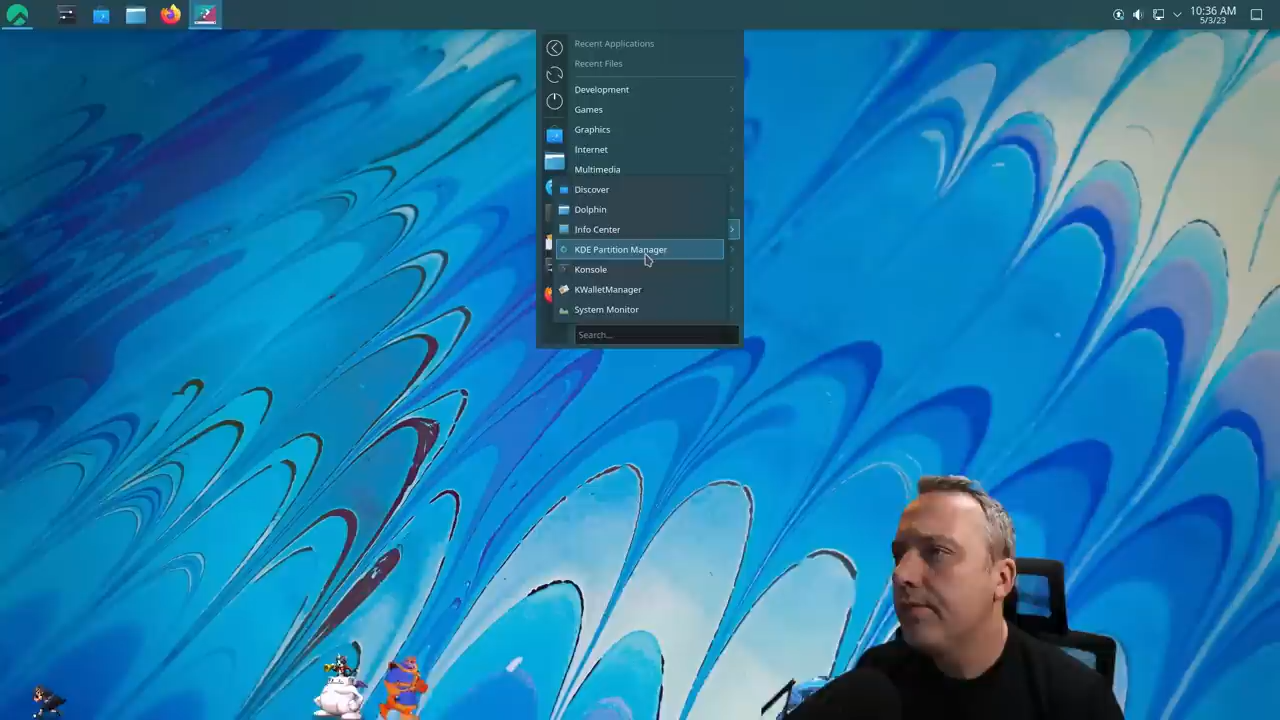 10:36 AM
5/3/23
Recent Applications
Recent Files
Development
Games
Graphics
Internet
Multimedia
Discover
Dolphin
Info Center
KDE Partition Manager
Konsole
KWalletManager
System Monitor
Search...